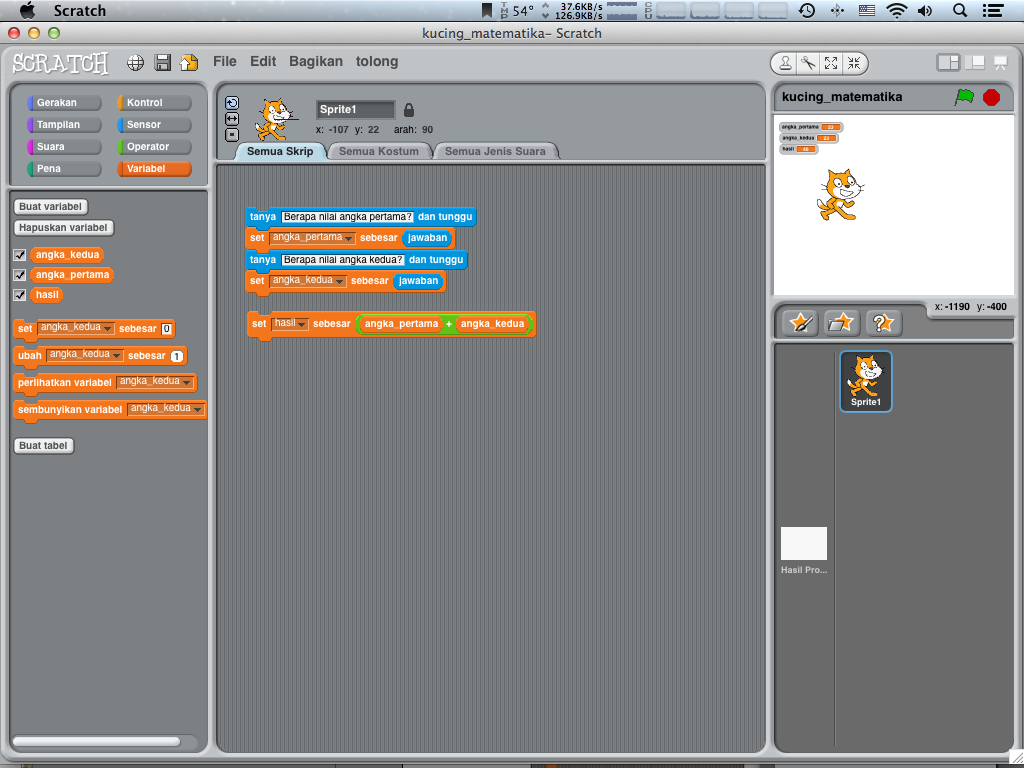 Scratch
54°
37.6KB/s
126.9KB/s
kucing_matematika– Scratch
SCRATCH
File Edit Bagikan tolong
Gerakan
Kontrol
Tampilan
Sensor
Suara
Operator
Pena
Variabel
Buat variabel
Hapuskan variabel
angka_kedua
angka_pertama
hasil
set angka_kedua sebesar 0
ubah angka_kedua sebesar 1
perlihatkan variabel angka_kedua
sembunyikan variabel angka_kedua
Buat tabel
Sprite1
x: -107 y: 22 arah: 90
Semua Skrip
Semua Kostum
Semua Jenis Suara
tanya Berapa nilai angka pertama? dan tunggu
set angka_pertama sebesar jawaban
tanya Berapa nilai angka kedua? dan tunggu
set angka_kedua sebesar jawaban
set hasil sebesar angka_pertama + angka_kedua
kucing_matematika
angka_pertama
angka_kedua
hasil
x: -1190 y: -400
Sprite1
Hasil Pro...